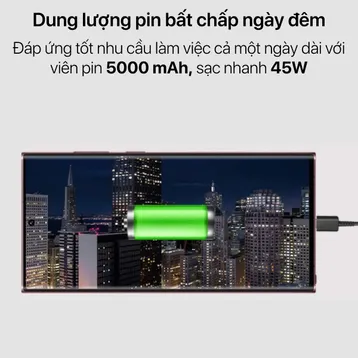 Dung lượng pin bất chấp ngày đêm
Đáp ứng tốt nhu cầu làm việc cả một ngày dài với
viên pin 5000 mAh, sạc nhanh 45W